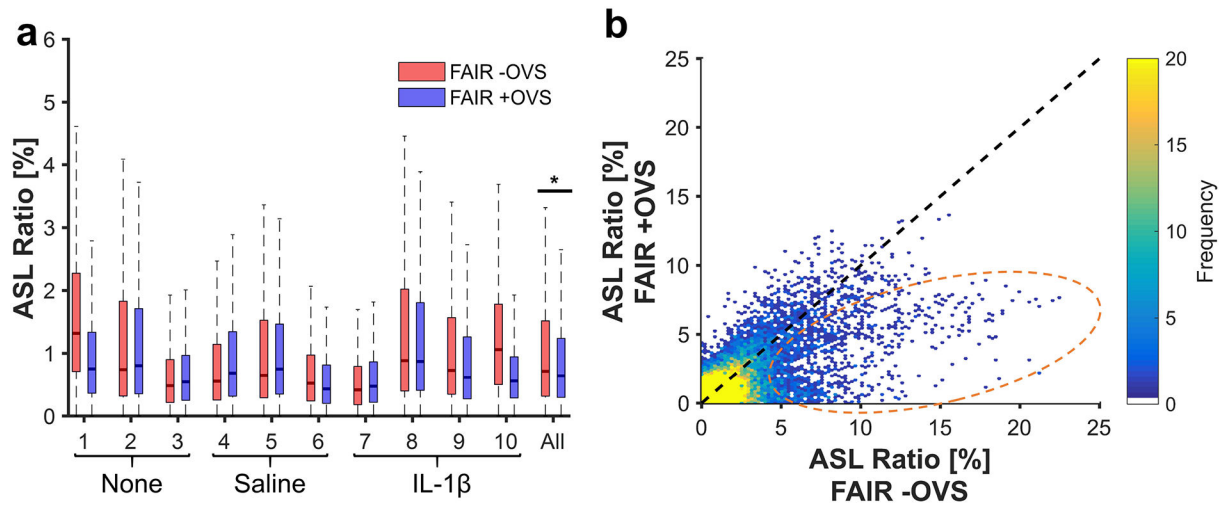 a
6
5
4
3
2
1
0
ASL Ratio [%]
FAIR -OVS
FAIR +OVS
*
1 2 3 4 5 6 7 8 9 10 All
None Saline IL-1β
b
25
20
15
10
5
0
ASL Ratio [%]
FAIR +OVS
0 5 10 15 20 25
ASL Ratio [%]
FAIR -OVS
20
15
10
5
0
Frequency